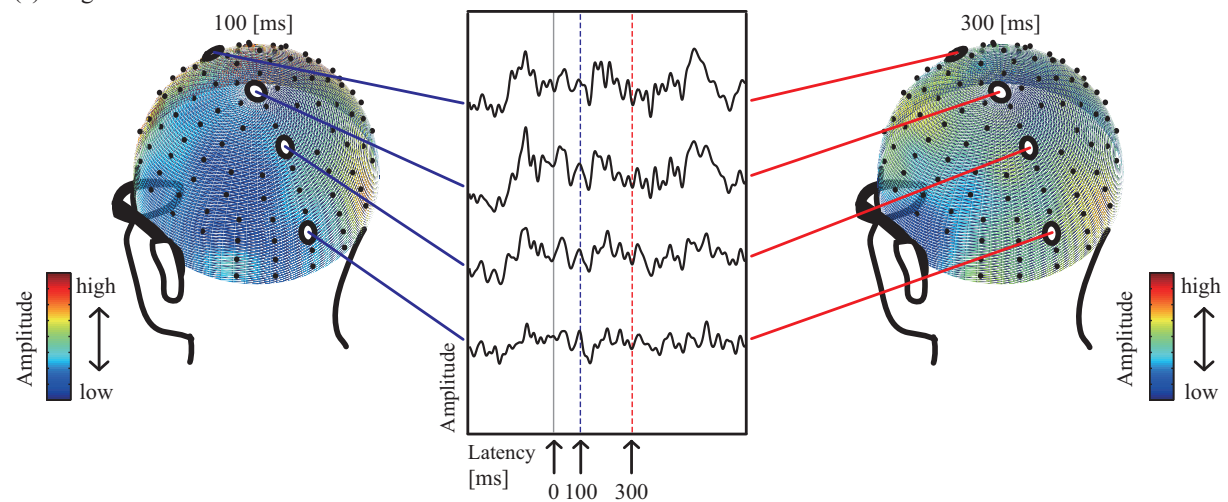 100 [ms]
300 [ms]
Amplitude
high
low
Amplitude
Latency
[ms]
0 100 300
Amplitude
high
low